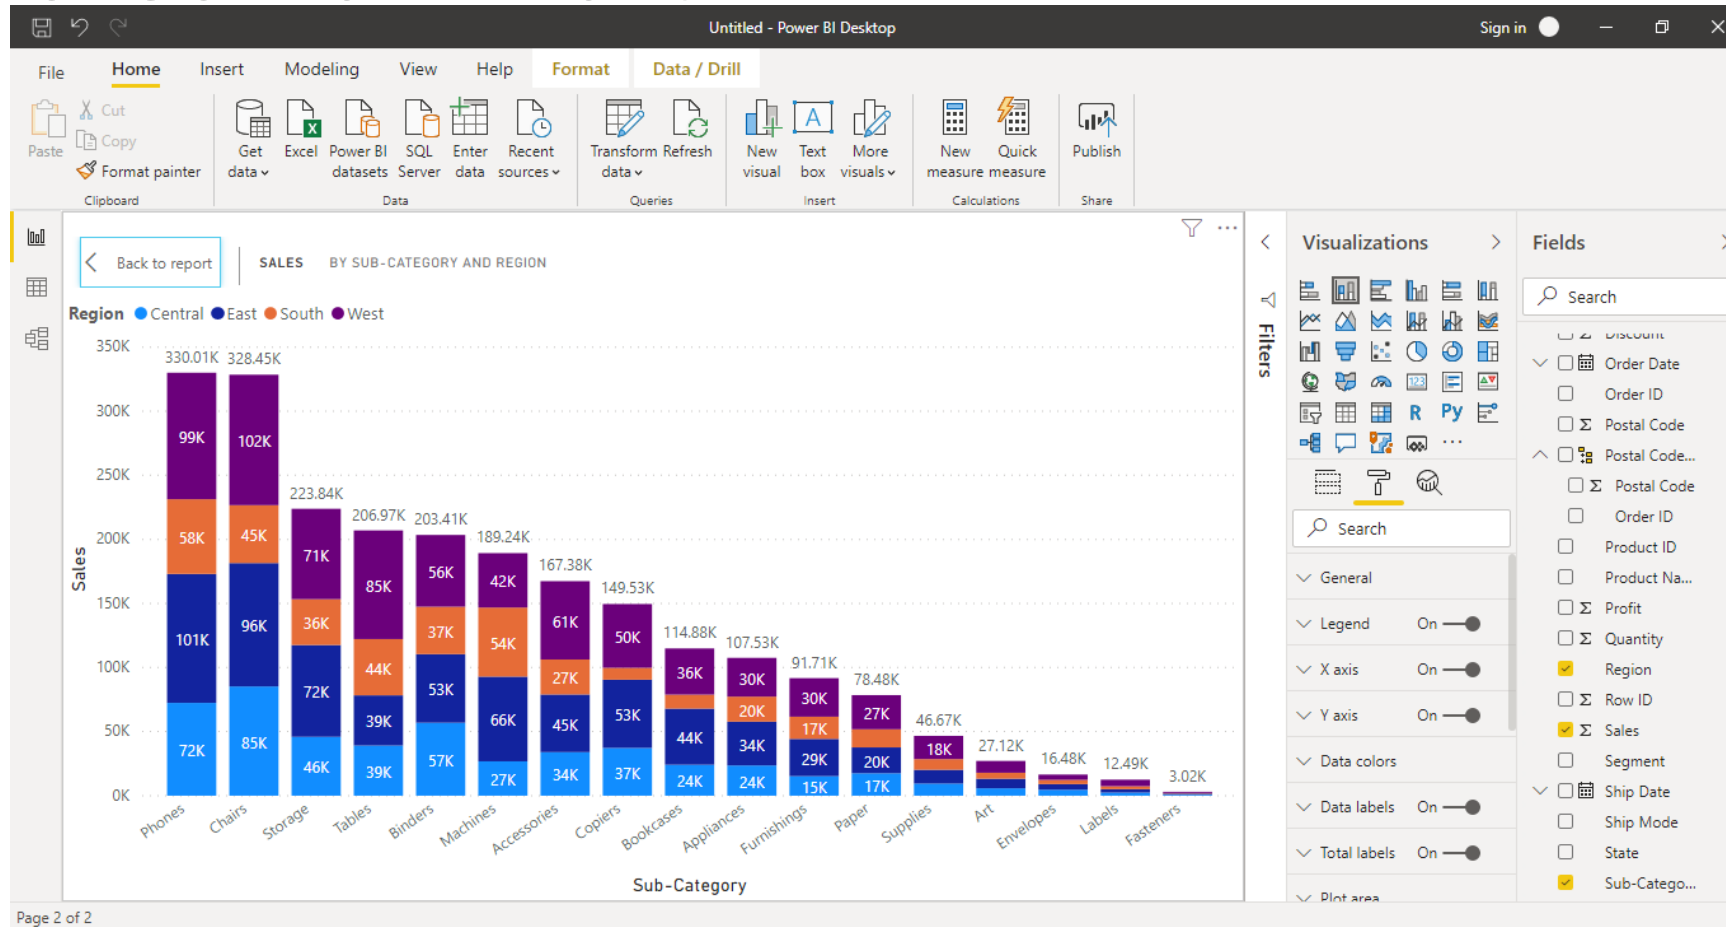 Untitled - Power BI Desktop
Sign in
File
Home
Insert
Modeling
View
Help
Format
Data / Drill
Paste
Cut
Copy
Format painter
Clipboard
Get data
Excel
Power BI datasets
SQL Server
Enter data
Recent sources
Data
Transform data
Refresh
Queries
New visual
Text box
More visuals
Insert
New measure
Quick measure
Calculations
Publish
Share
Back to report
SALES BY SUB-CATEGORY AND REGION
Region Central East South West
Sales
350K
300K
250K
200K
150K
100K
50K
0K
330.01K
99K
58K
101K
72K
Phones
328.45K
102K
45K
96K
85K
Chairs
223.84K
71K
36K
72K
46K
Storage
206.97K
85K
44K
39K
39K
Tables
203.41K
56K
37K
53K
57K
Binders
189.24K
42K
54K
66K
27K
Machines
167.38K
61K
27K
45K
34K
Accessories
149.53K
50K
53K
37K
Copiers
114.88K
36K
44K
24K
Bookcases
107.53K
30K
20K
34K
24K
Appliances
91.71K
30K
17K
29K
15K
Furnishings
78.48K
27K
20K
17K
Paper
46.67K
18K
Supplies
27.12K
Art
16.48K
Envelopes
12.49K
Labels
3.02K
Fasteners
Sub-Category
Filters
Visualizations
123
R
Py
Search
General
Legend On
X axis On
Y axis On
Data colors
Data labels On
Total labels On
Plot area
Fields
Search
Σ Discount
Order Date
Order ID
Σ Postal Code
Postal Code...
Σ Postal Code
Order ID
Product ID
Product Na...
Σ Profit
Σ Quantity
Region
Σ Row ID
Σ Sales
Segment
Ship Date
Ship Mode
State
Sub-Catego...
Page 2 of 2